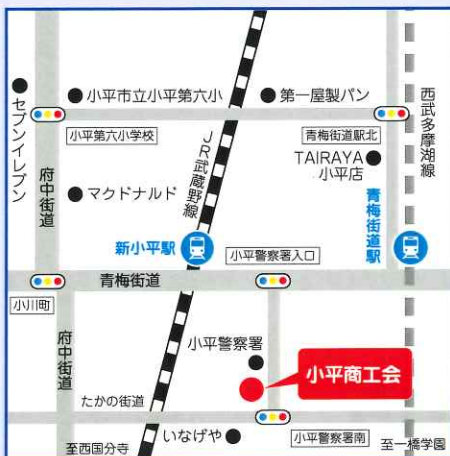 セブンイレブン
小平市立小平第六小
第一屋製パン
西武多摩湖線
小平第六小学校
青梅街道駅北
JR武蔵野線
TAIRAYA
小平店
府中街道
マクドナルド
新小平駅
小平警察署入口
青梅街道駅
青梅街道
小川町
府中街道
小平警察署
小平商工会
たかの街道
いなげや
小平警察署南
至西国分寺
至一橋学園